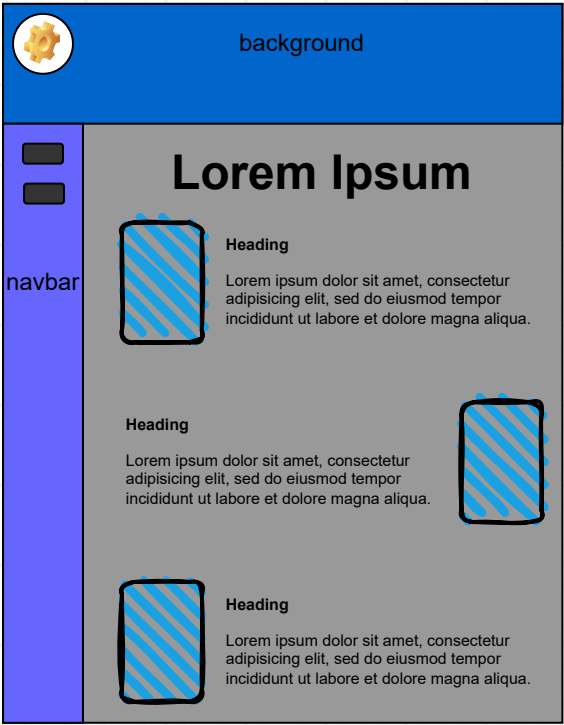 background
Lorem Ipsum
navbar
Heading
Lorem ipsum dolor sit amet, consectetur
adipisicing elit, sed do eiusmod tempor
incididunt ut labore et dolore magna aliqua.
Heading
Lorem ipsum dolor sit amet, consectetur
adipisicing elit, sed do eiusmod tempor
incididunt ut labore et dolore magna aliqua.
Heading
Lorem ipsum dolor sit amet, consectetur
adipisicing elit, sed do eiusmod tempor
incididunt ut labore et dolore magna aliqua.